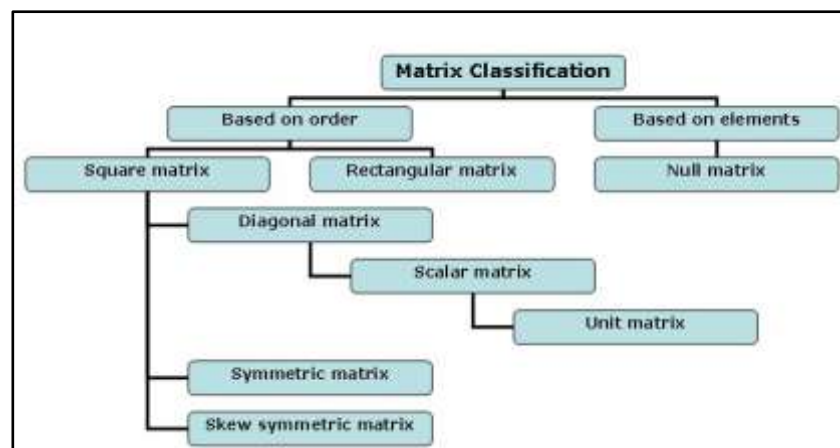 Matrix Classification
Based on order
Based on elements
Square matrix
Rectangular matrix
Null matrix
Diagonal matrix
Scalar matrix
Unit matrix
Symmetric matrix
Skew symmetric matrix